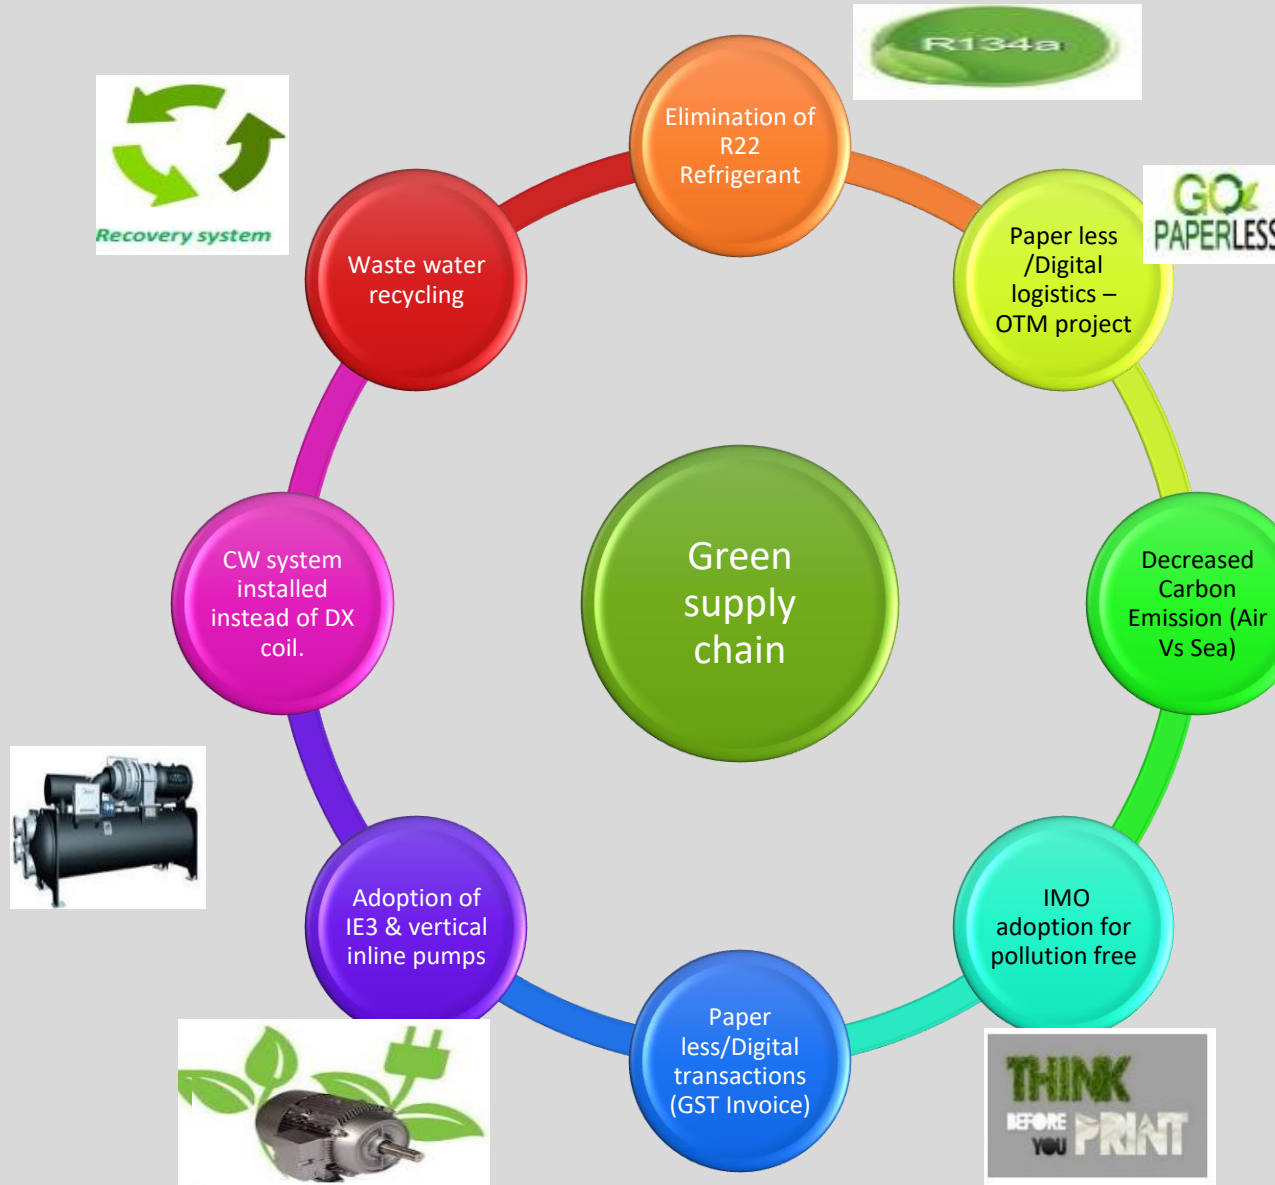 R134a
Elimination of
R22
Refrigerant
GO
PAPERLESS
Paper less
/Digital
logistics –
OTM project
Recovery system
Waste water
recycling
Green
supply
chain
CW system
installed
instead of DX
coil.
Decreased
Carbon
Emission (Air
Vs Sea)
Adoption of
IE3 & vertical
inline pumps
IMO
adoption for
pollution free
Paper
less/Digital
transactions
(GST Invoice)
THINK
BEFORE
YOU PRINT